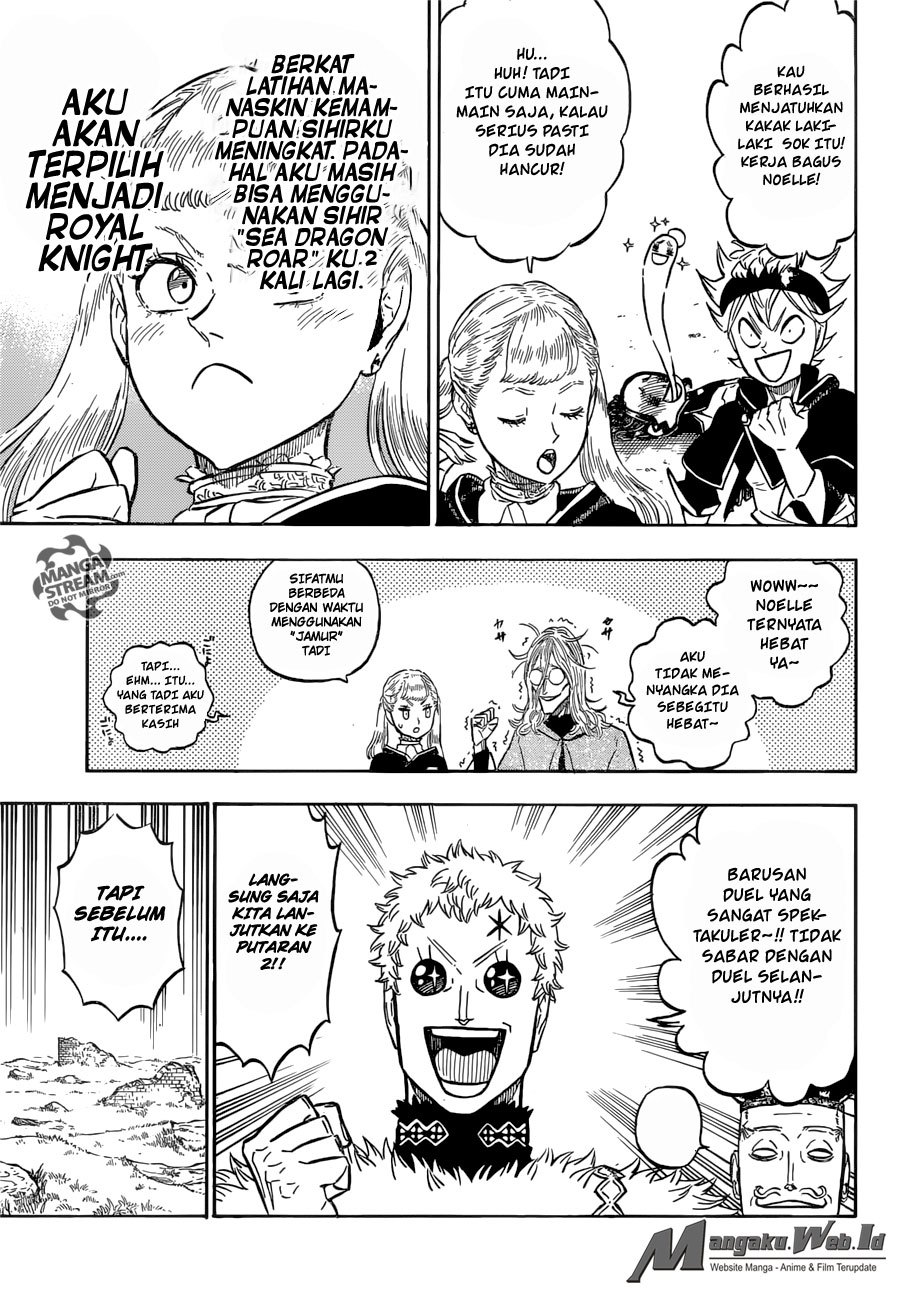 KAU
BERHASIL
MENJATUHKAN
KAKAK LAKI-
LAKI SOK ITU!
KERJA BAGUS
NOELLE!
HU...
HUH! TADI
ITU CUMA MAIN-
MAIN SAJA, KALAU
SERIUS PASTI
DIA SUDAH
HANCUR!
BERKAT
LATIHAN MA-
NASKIN KEMAM-
PUAN SIHIRKU
MENINGKAT. PADA-
HAL AKU MASIH
BISA MENGGU-
NAKAN SIHIR
"SEA DRAGON
ROAR" KU 2
KALI LAGI.
AKU
AKAN
TERPILIH
MENJADI
ROYAL
KNIGHT
WOWW~~
NOELLE
TERNYATA
HEBAT
YA~
AKU
TIDAK ME-
NYANGKA DIA
SEBEGITU
HEBAT~
SIFATMU
BERBEDA
DENGAN WAKTU
MENGGUNAKAN
"JAMUR"
TADI
TAPI...
EHM... ITU...
YANG TADI AKU
BERTERIMA
KASIH
MANGA
STREAM.com
DO NOT MIRROR!
BARUSAN
DUEL YANG
SANGAT SPEK-
TAKULER~!! TIDAK
SABAR DENGAN
DUEL SELAN-
JUTNYA!!
LANG-
SUNG SAJA
KITA LAN-
JUTKAN KE
PUTARAN
2!!
TAPI
SEBELUM
ITU....
Mangaku.Web.Id
Website Manga - Anime & Film Terupdate